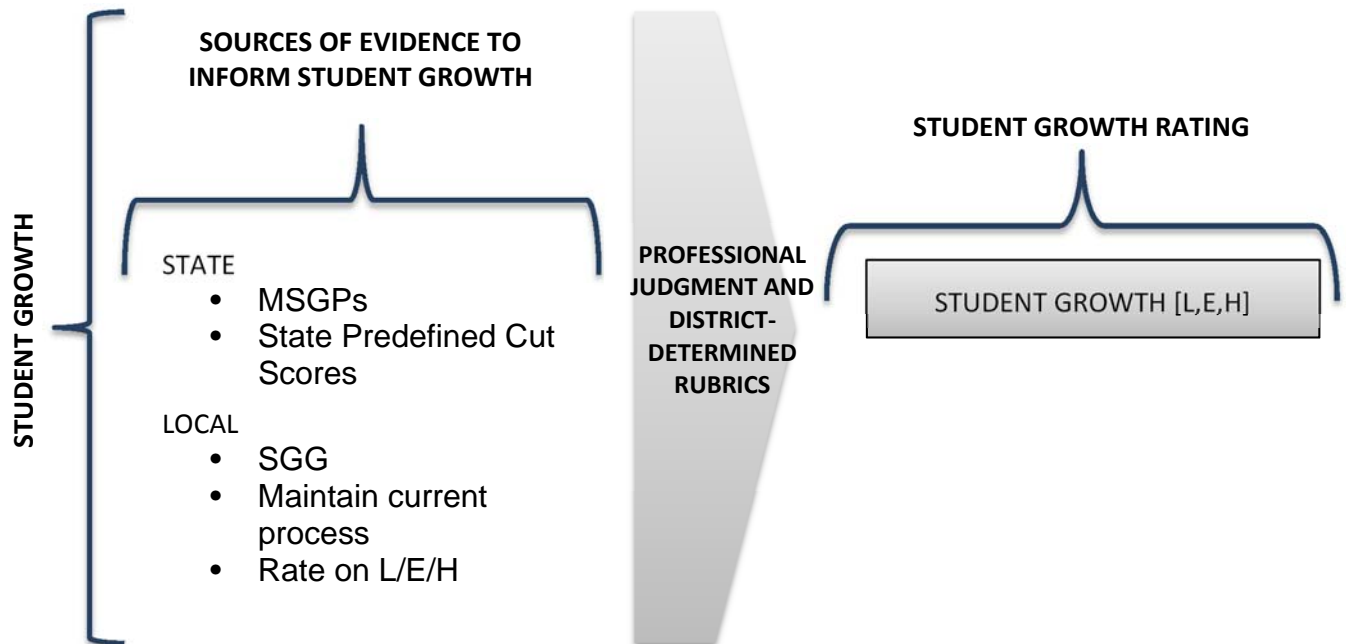 STUDENT GROWTH
SOURCES OF EVIDENCE TO
INFORM STUDENT GROWTH
STATE
• MSGPs
• State Predefined Cut
Scores
LOCAL
• SGG
• Maintain current
process
• Rate on L/E/H
PROFESSIONAL
JUDGMENT AND
DISTRICT-
DETERMINED
RUBRICS
STUDENT GROWTH RATING
STUDENT GROWTH [L,E,H]